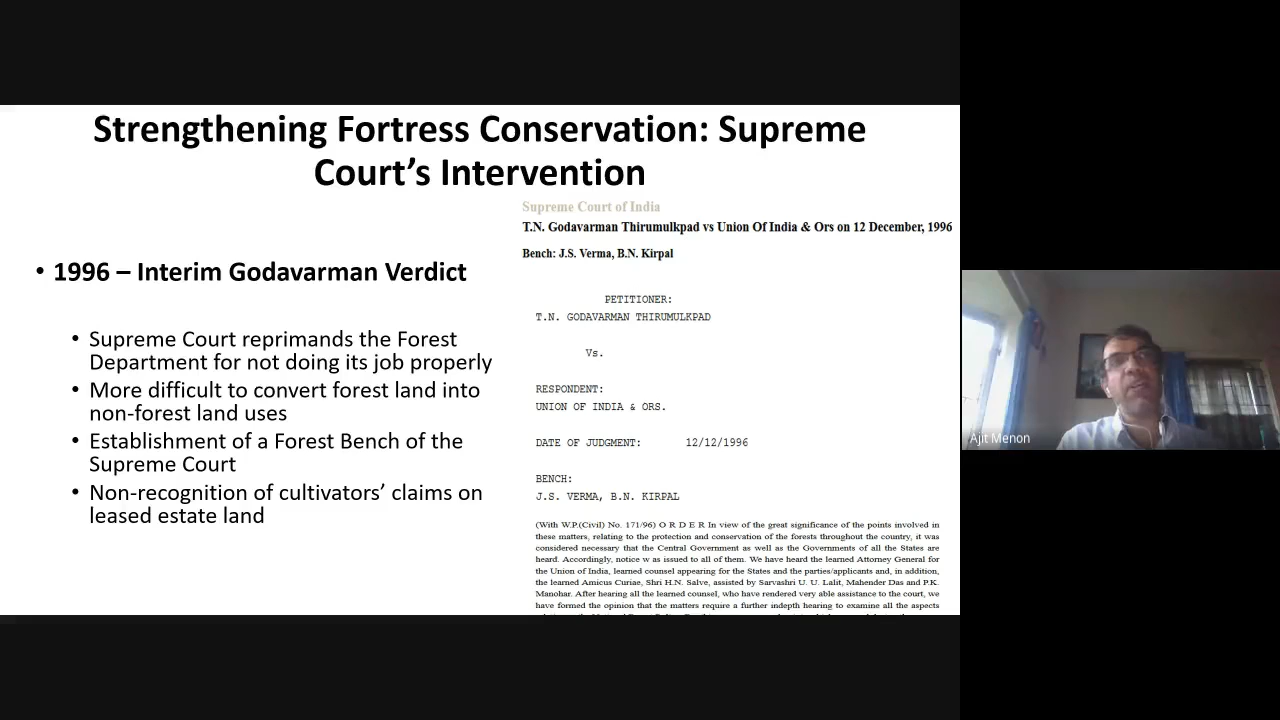 Strengthening Fortress Conservation: Supreme
Court’s Intervention
• 1996 – Interim Godavarman Verdict
• Supreme Court reprimands the Forest
Department for not doing its job properly
• More difficult to convert forest land into
non-forest land uses
• Establishment of a Forest Bench of the
Supreme Court
• Non-recognition of cultivators’ claims on
leased estate land
Supreme Court of India
T.N. Godavarman Thirumulkpad vs Union Of India & Ors on 12 December, 1996
Bench: J.S. Verma, B.N. Kirpal
PETITIONER:
T.N. GODAVARMAN THIRUMULKPAD
Vs.
RESPONDENT:
UNION OF INDIA & ORS.
DATE OF JUDGMENT: 12/12/1996
BENCH:
J.S. VERMA, B.N. KIRPAL
(With W.P.(Civil) No. 171/96) O R D E R In view of the great significance of the points involved in
these matters, relating to the protection and conservation of the forests throughout the country, it was
considered necessary that the Central Government as well as the Governments of all the States are
heard. Accordingly, notice w as issued to all of them. We have heard the learned Attorney General for
the Union of India, learned counsel appearing for the States and the parties/applicants and, in addition,
the learned Amicus Curiae, Shri H.N. Salve, assisted by Sarvashri U. U. Lalit, Mahender Das and P.K.
Manohar. After hearing all the learned counsel, who have rendered very able assistance to the court, we
have formed the opinion that the matters require a further indepth hearing to examine all the aspects
Ajit Menon